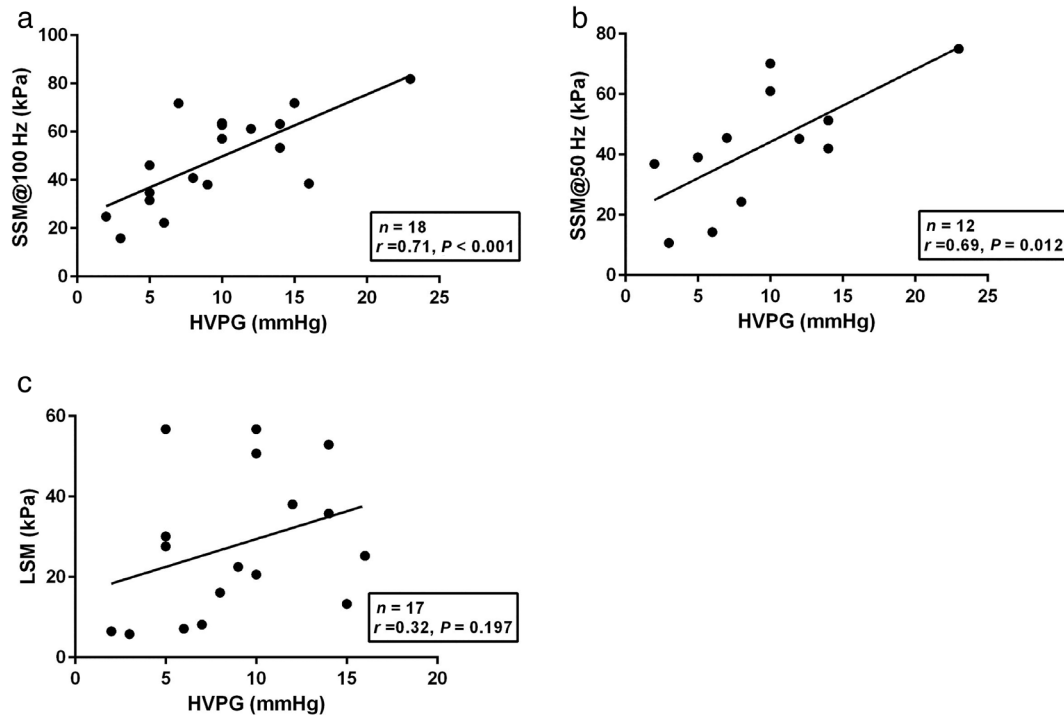 a
SSM@100 Hz (kPa)
100
80
60
40
20
0
0 5 10 15 20 25
HVPG (mmHg)
n = 18
r=0.71, P < 0.001
b
SSM@50 Hz (kPa)
80
60
40
20
0
0 5 10 15 20 25
HVPG (mmHg)
n = 12
r=0.69, P = 0.012
c
LSM (kPa)
60
40
20
0
0 5 10 15 20
HVPG (mmHg)
n = 17
r=0.32, P = 0.197